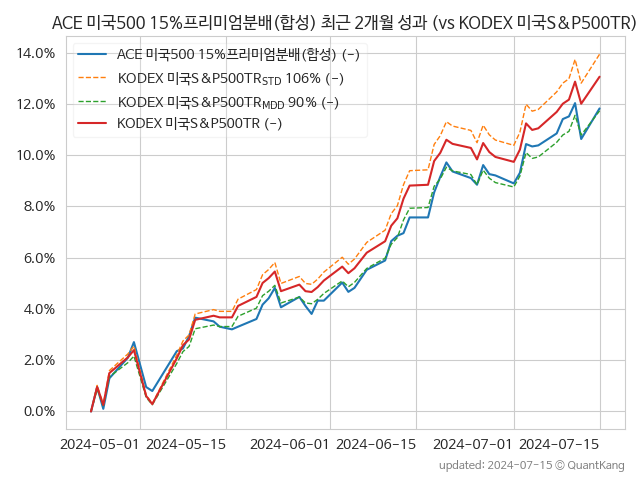 ACE 미국500 15%프리미엄분배(합성) 최근 2개월 성과 (vs KODEX 미국S&P500TR)
14.0%
12.0%
10.0%
8.0%
6.0%
4.0%
2.0%
0.0%
ACE 미국500 15%프리미엄분배(합성) (-)
KODEX 미국S&P500TR STD 106% (-)
KODEX 미국S&P500TR MDD 90% (-)
KODEX 미국S&P500TR (-)
2024-05-01 2024-05-15 2024-06-01 2024-06-15 2024-07-01 2024-07-15
updated: 2024-07-15 © QuantKang